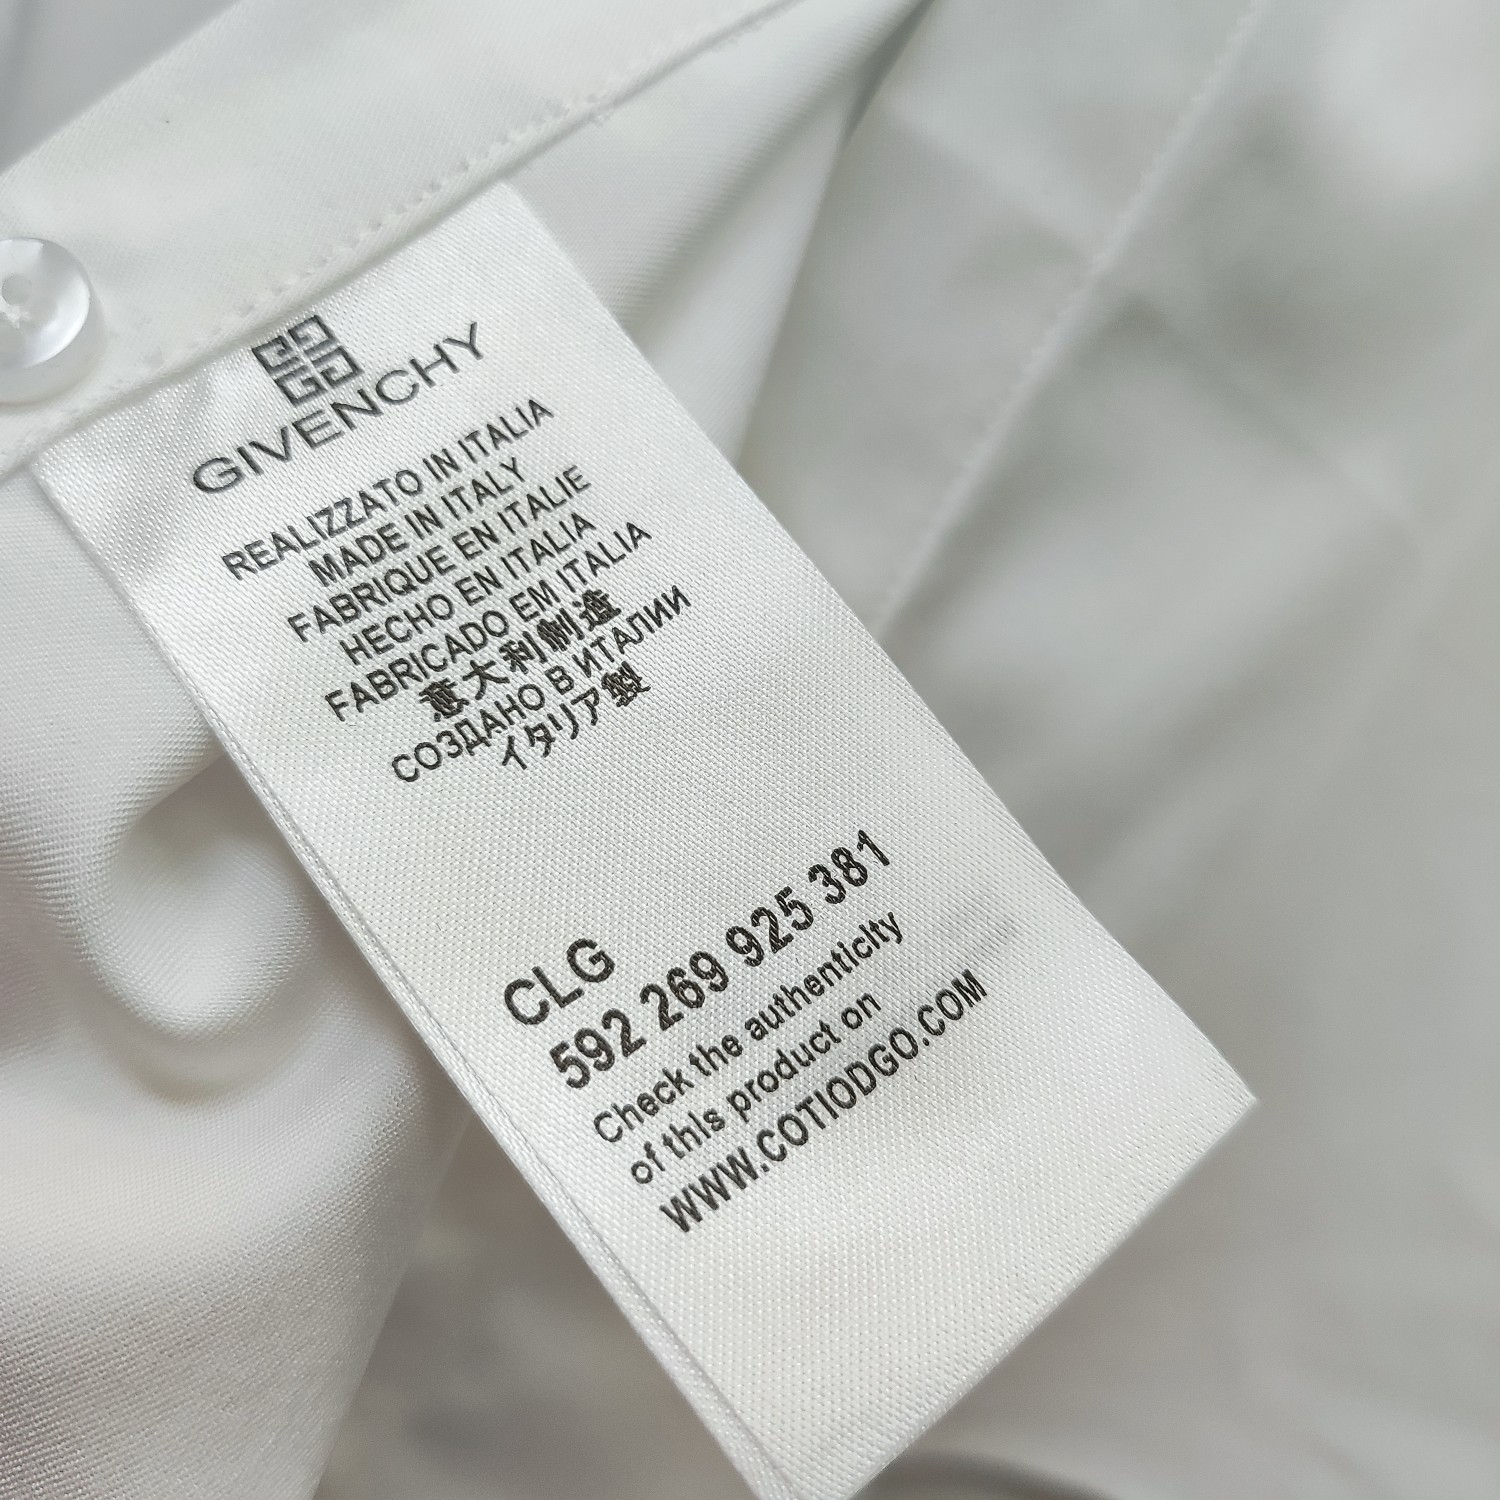 GIVENCHY
REALIZZATO IN ITALIA
MADE IN ITALY
FABRIQUE EN ITALIE
HECHO EN ITALIA
FABRICADO EM ITALIA
意大利制造
СОЗДАНО В ИТАЛИИ
イタリア製
CLG
592 269 925 381
Check the authenticity
of this product on
WWW.COTIODGO.COM